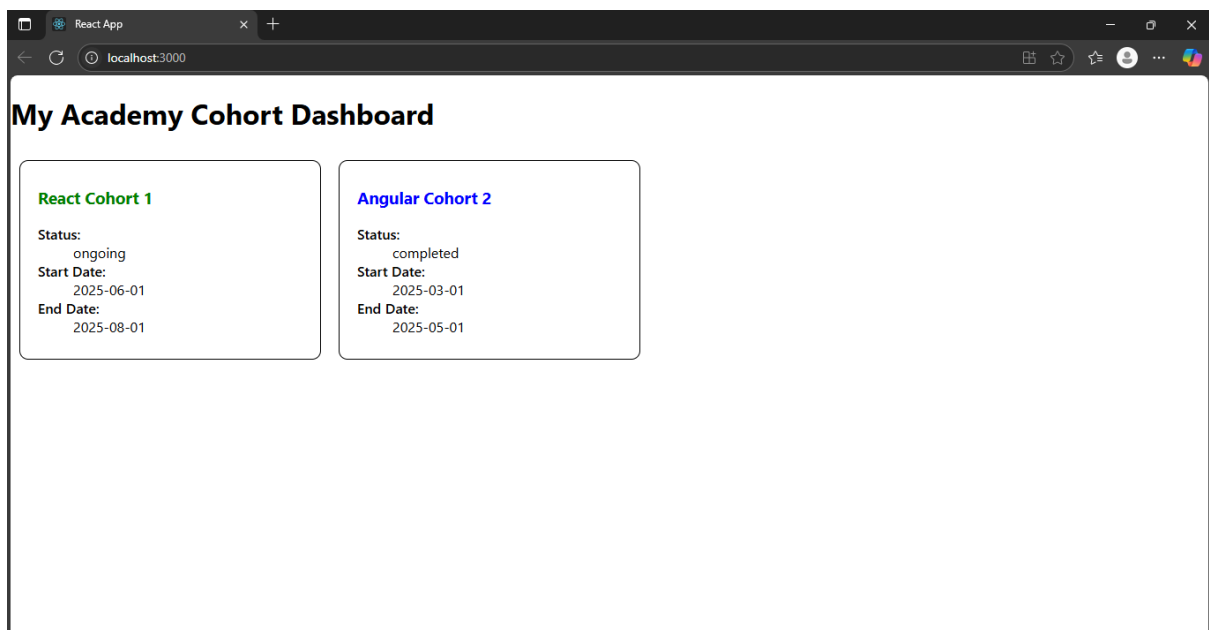 React App
localhost:3000
My Academy Cohort Dashboard
React Cohort 1
Status:
ongoing
Start Date:
2025-06-01
End Date:
2025-08-01
Angular Cohort 2
Status:
completed
Start Date:
2025-03-01
End Date:
2025-05-01